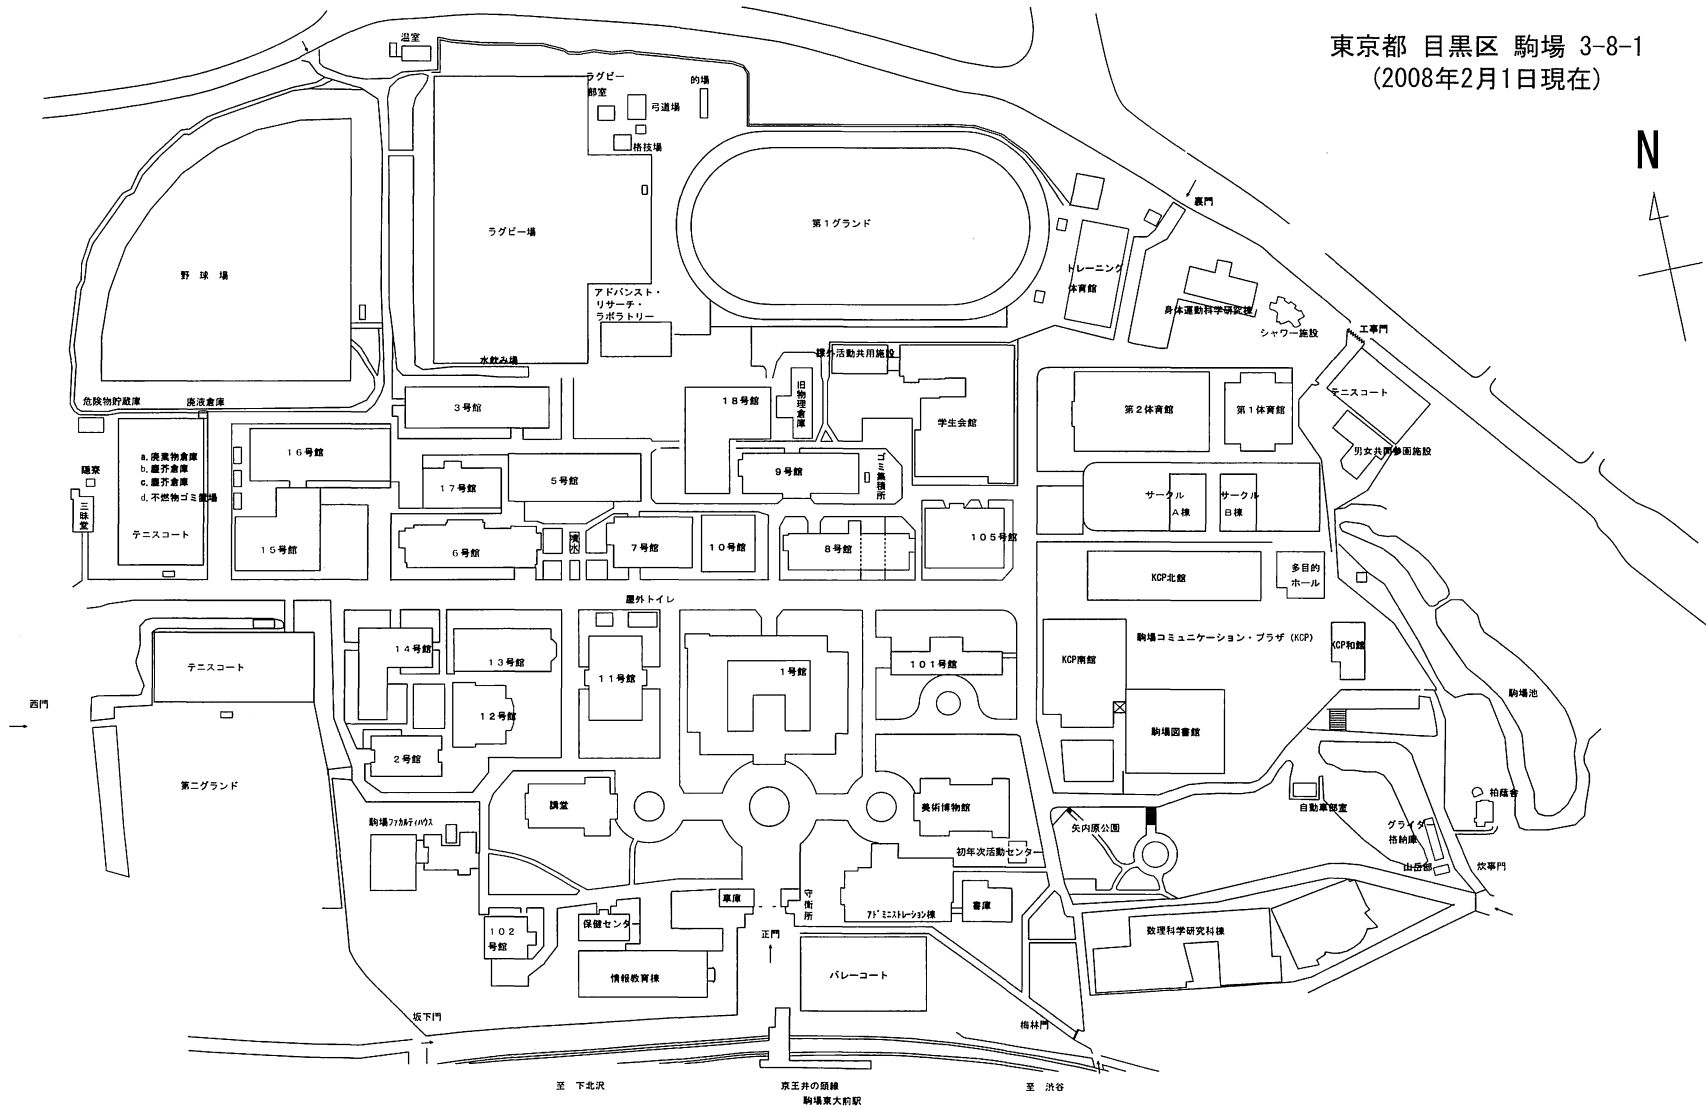 東京都 目黒区 駒場 3-8-1
(2008年2月1日現在)
N
温室
ラグビー
部室
弓道場
的場
格技場
裏門
ラグビー場
第1グランド
野 球 場
トレーニング
体育館
身体運動科学研究棟
シャワー施設
工事門
アドバンスト・
リサーチ・
ラボラトリー
水飲み場
課外活動共用施設
危険物貯蔵庫
廃液倉庫
3号館
18号館
旧物理倉庫
学生会館
第2体育館
第1体育館
テニスコート
男女共同参画施設
a.廃棄物倉庫
b.塵芥倉庫
c.塵芥倉庫
d.不燃物ゴミ置場
テニスコート
隠寮
三昧堂
16号館
17号館
5号館
9号館
ゴミ集積所
サークル
A棟
サークル
B棟
15号館
6号館
噴水
7号館
10号館
8号館
105号館
KCP北館
多目的
ホール
屋外トイレ
14号館
13号館
11号館
1号館
101号館
KCP南館
駒場コミュニケーション・プラザ (KCP)
KCP和館
テニスコート
駒場池
西門
12号館
2号館
駒場図書館
第二グランド
講堂
美術博物館
自動車部室
柏蔭舎
駒場ファカルティハウス
矢内原公園
グライダー
格納庫
初年次活動センター
山岳部
炊事門
車庫
守衛所
アドミニストレーション棟
書庫
102
号館
保健センター
正門
数理科学研究科棟
情報教育棟
バレーコート
坂下門
梅林門
至 下北沢
京王井の頭線
駒場東大前駅
至 渋谷